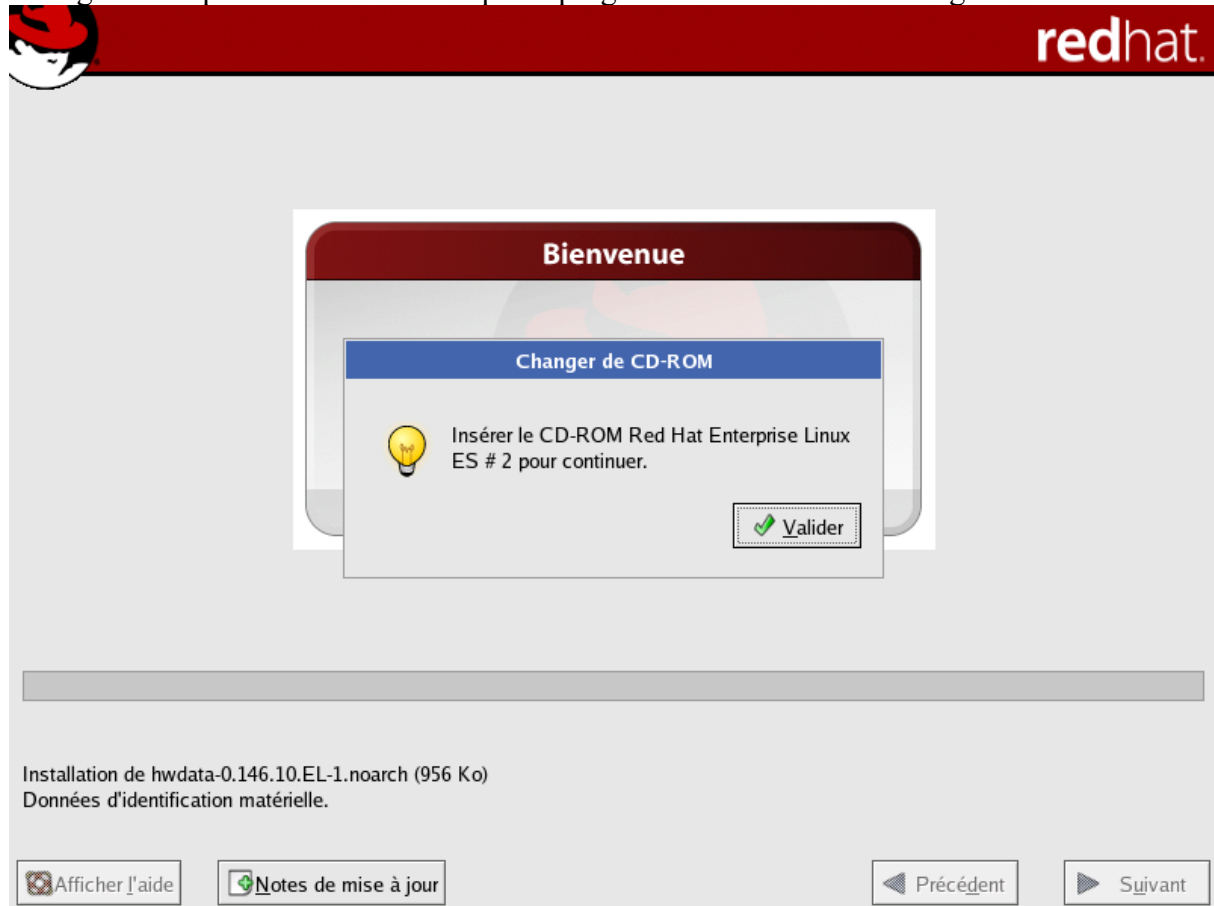 redhat.
Bienvenue
Changer de CD-ROM
Insérer le CD-ROM Red Hat Enterprise Linux
ES # 2 pour continuer.
Valider
Installation de hwdata-0.146.10.EL-1.noarch (956 Ko)
Données d'identification matérielle.
Afficher l'aide
Notes de mise à jour
Précédent
Suivant